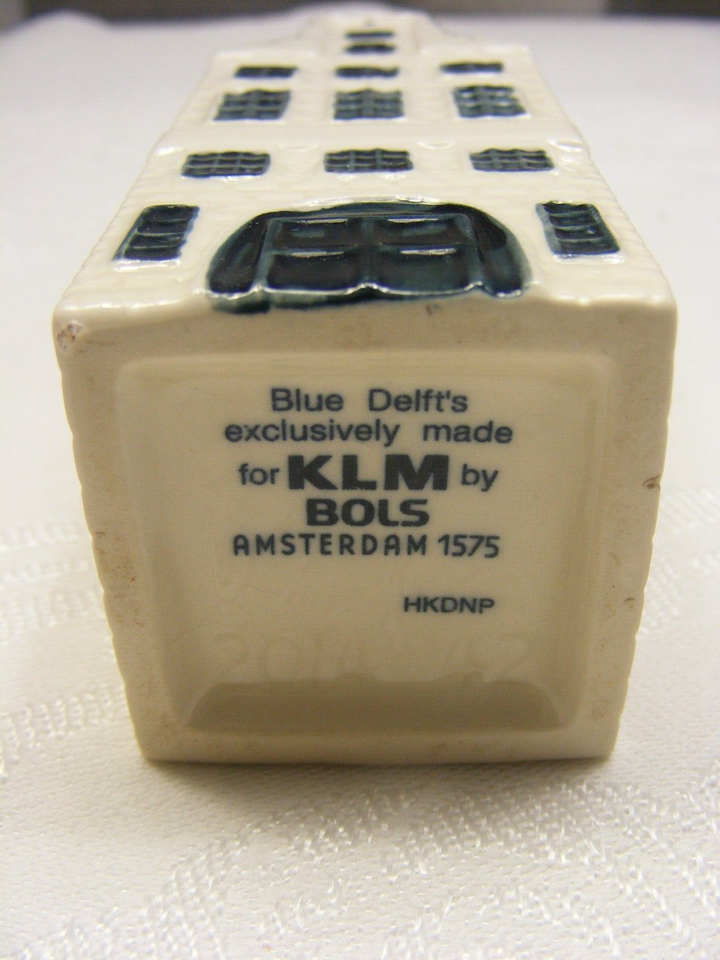 Blue Delft's
exclusively made
for KLM by
BOLS
AMSTERDAM 1575
HKDNP